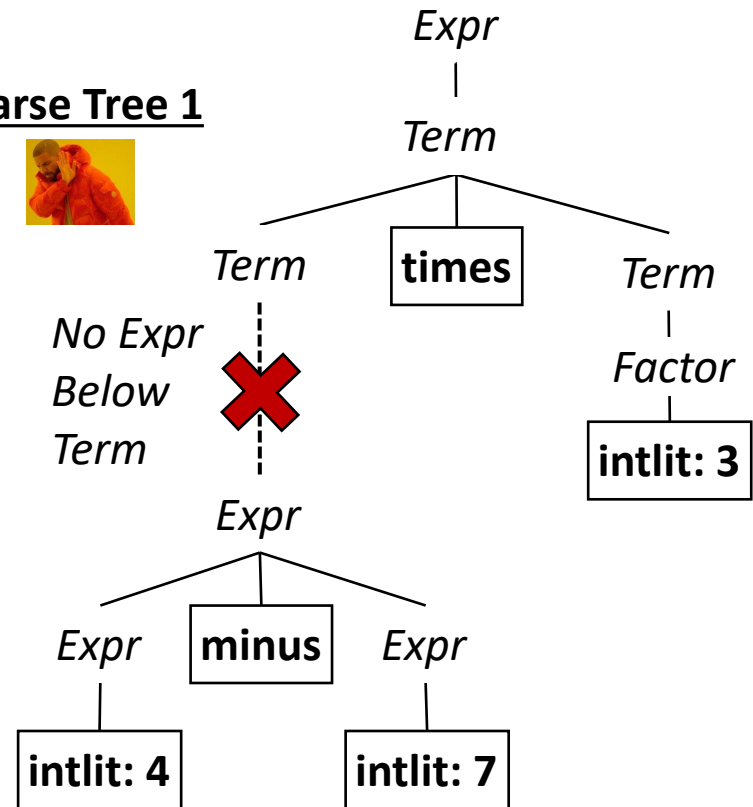 Expr
arse Tree 1
Term
Term
times
Term
No Expr
Below
Term
Factor
intlit: 3
Expr
Expr
minus
Expr
intlit: 4
intlit: 7